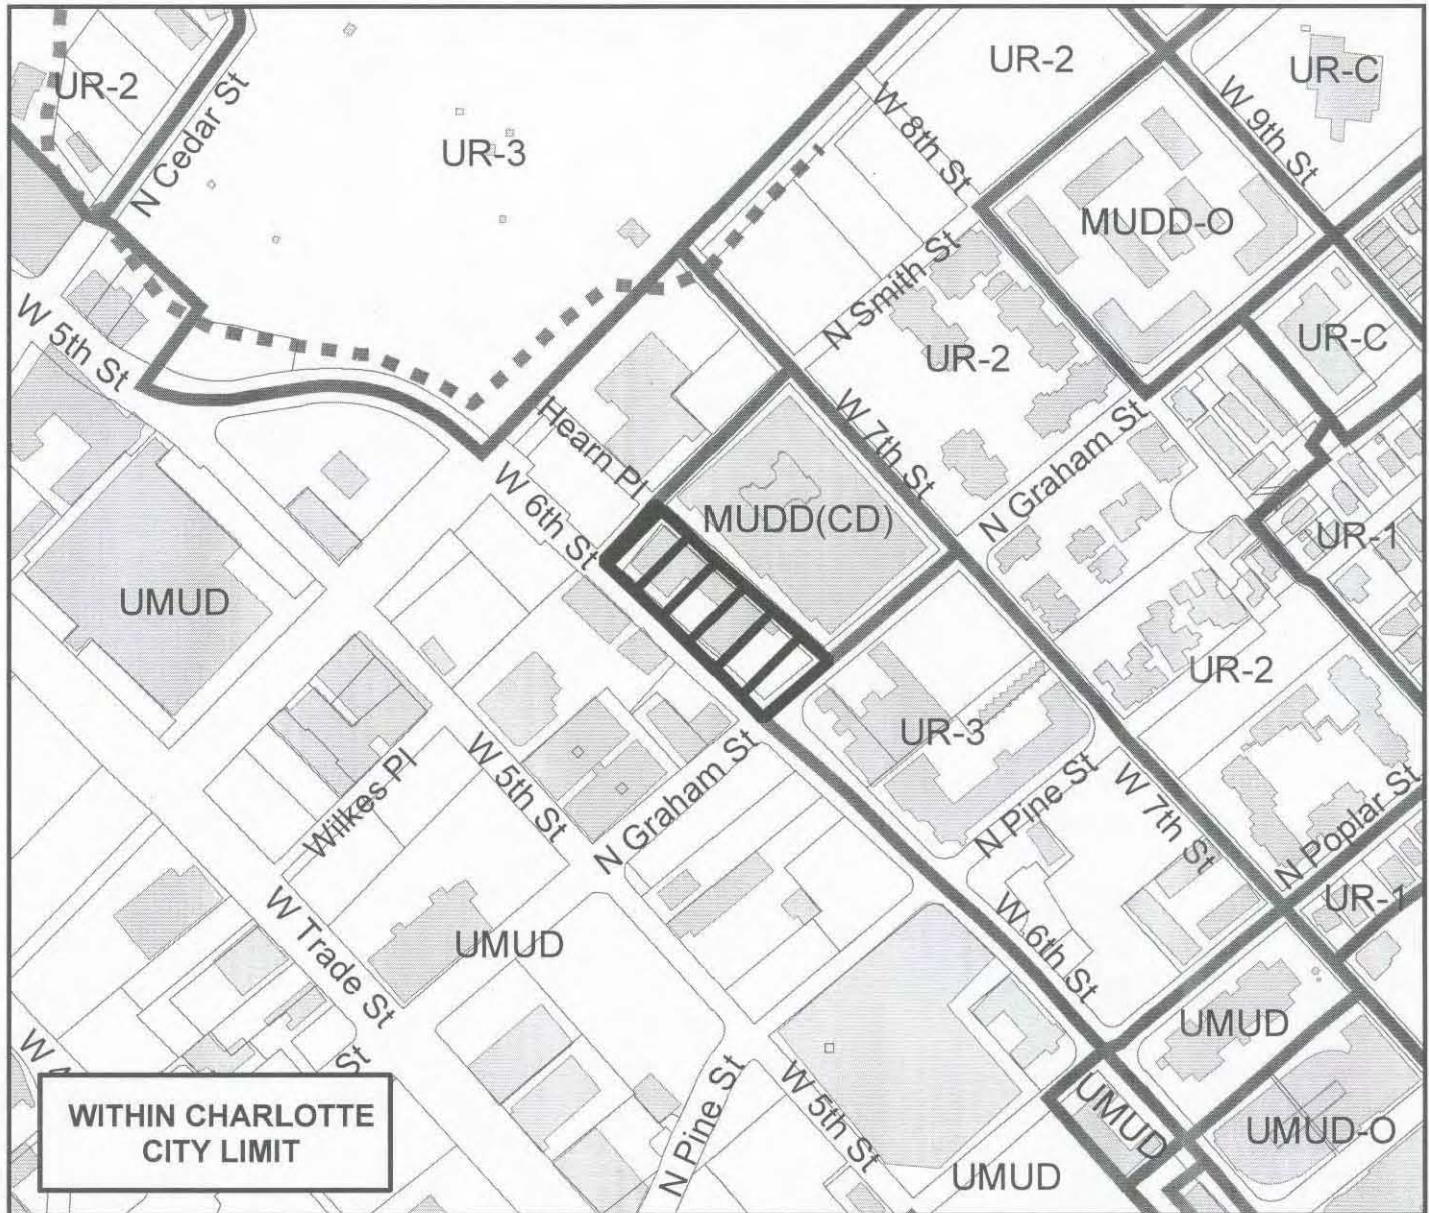 UR-2
N Cedar St
UR-3
UR-2
W 8th St
UR-C
W 9th St
MUDD-O
N Smith St
UR-2
UR-C
W 5th St
Hearn Pl
W 7th St
N Graham St
W 6th St
MUDD(CD)
UR-1
UMUD
UR-2
UR-3
Wilkes Pl
W 5th St
N Graham St
N Pine St
W 7th St
N Poplar St
UR-1
W Trade St
UMUD
W 6th St
UMUD
W 4
St
N Pine St
W 5th St
UMUD
UMUD
UMUD-O
WITHIN CHARLOTTE
CITY LIMIT